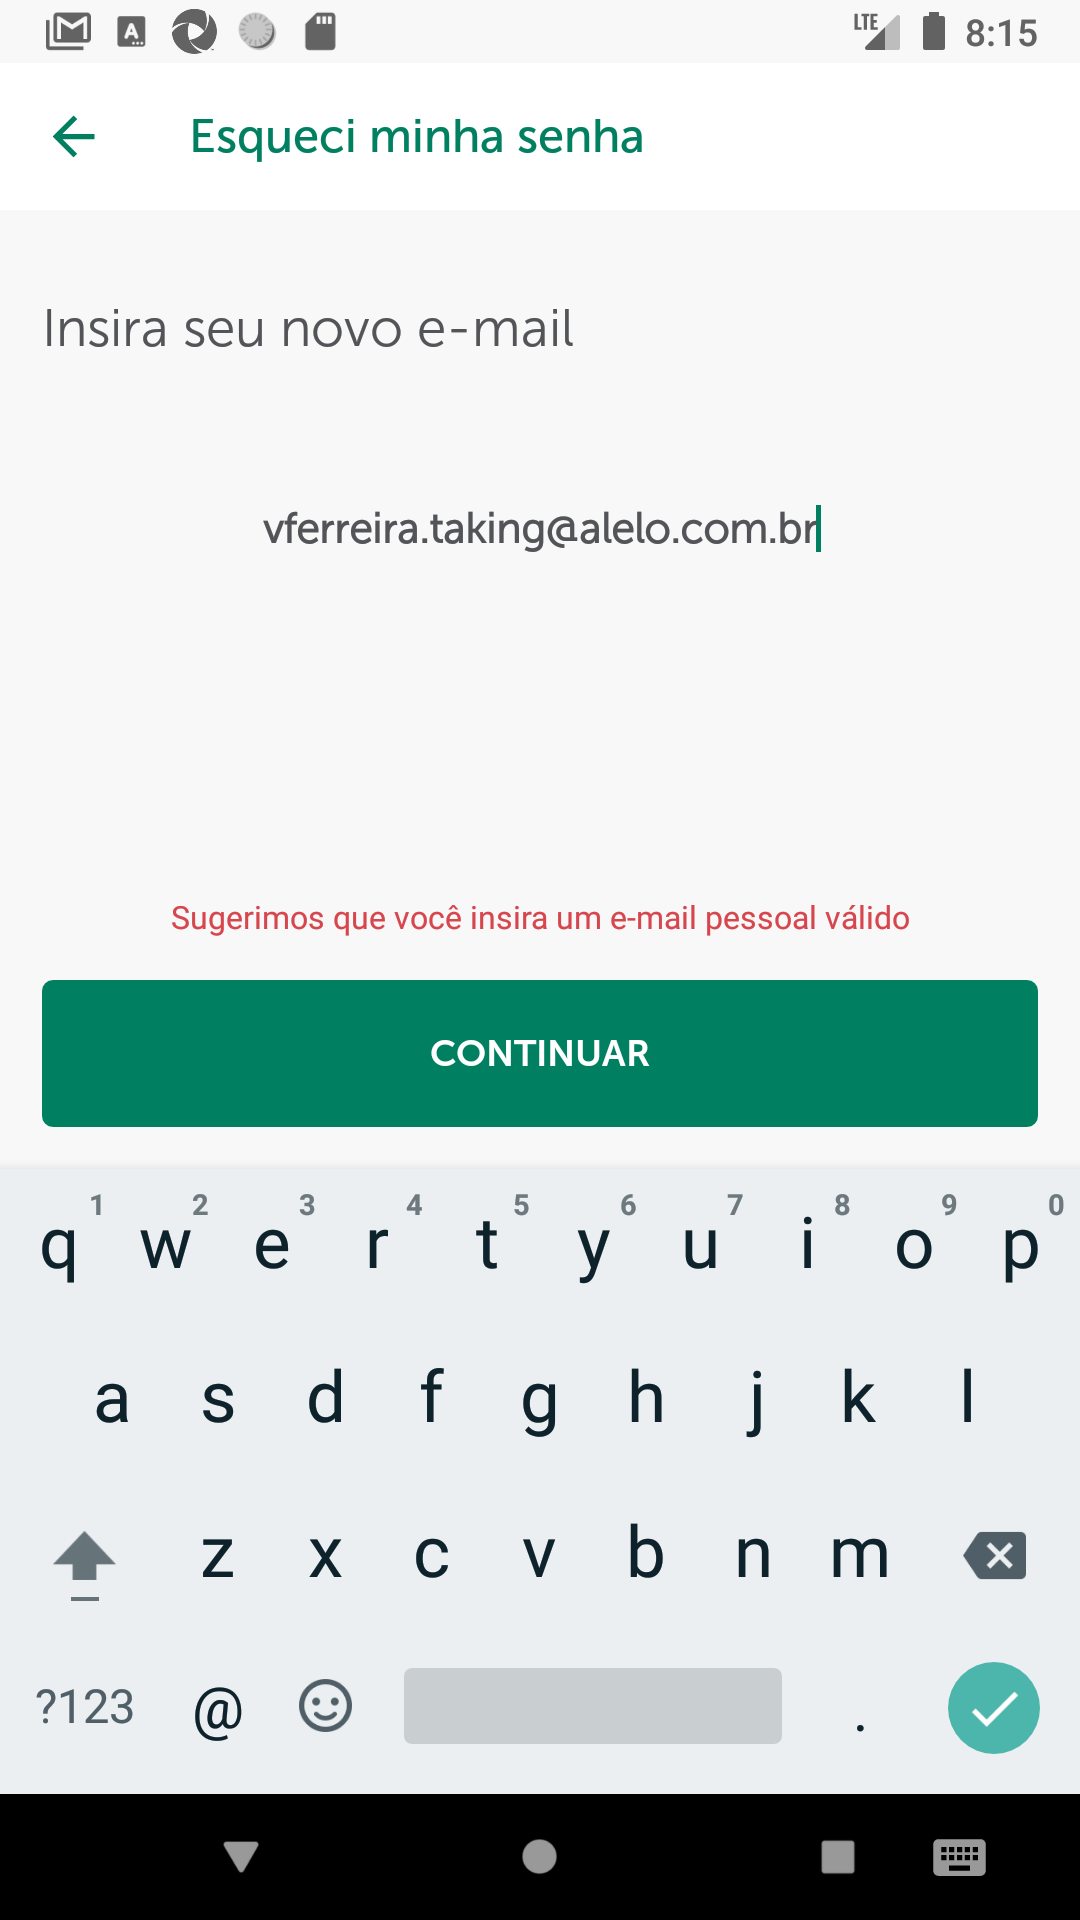 LTE 8:15
Esqueci minha senha
Insira seu novo e-mail
vferreira.taking@alelo.com.br
Sugerimos que você insira um e-mail pessoal válido
CONTINUAR
1 2 3 4 5 6 7 8 9 0
q w e r t y u i o p
a s d f g h j k l
z x c v b n m
?123 @ .